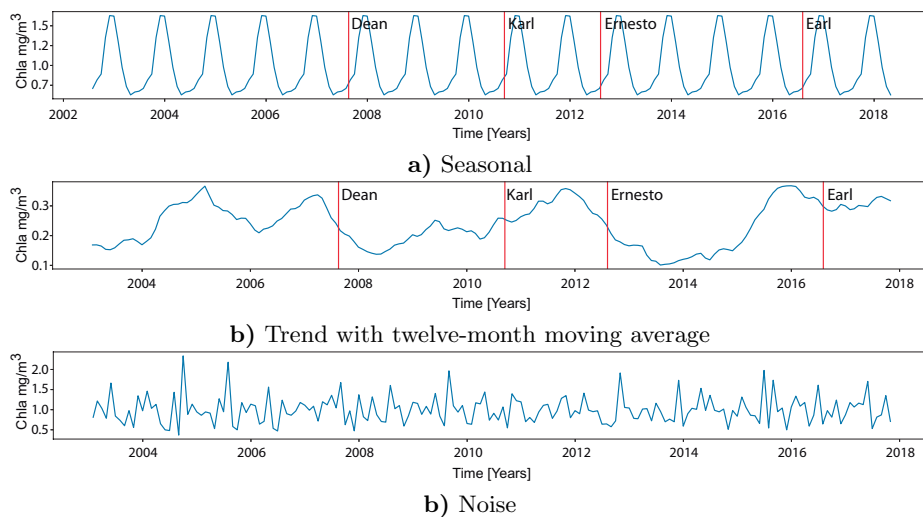 Chla mg/m³
1.5
1.2
1.0
0.7
Dean
Karl
Ernesto
Earl
2002 2004 2006 2008 2010 2012 2014 2016 2018
Time [Years]
a) Seasonal
Chla mg/m³
0.3
0.2
0.1
Dean
Karl
Ernesto
Earl
2004 2006 2008 2010 2012 2014 2016 2018
Time [Years]
b) Trend with twelve-month moving average
Chla mg/m³
2.0
1.5
1.0
0.5
2004 2006 2008 2010 2012 2014 2016 2018
Time [Years]
b) Noise